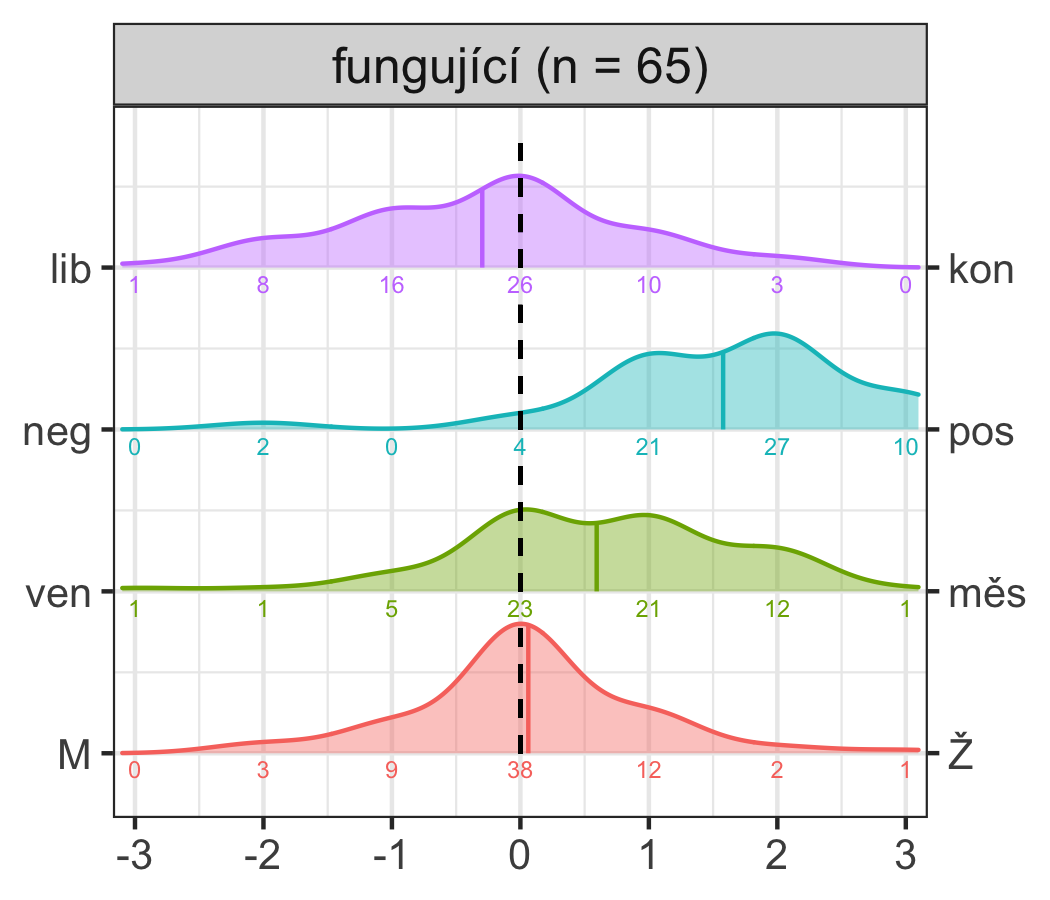 fungující (n = 65)
lib kon
1 8 16 26 10 3 0
neg pos
0 2 0 4 21 27 10
ven měs
1 1 5 23 21 12 1
M Ž
0 3 9 38 12 2 1
-3 -2 -1 0 1 2 3